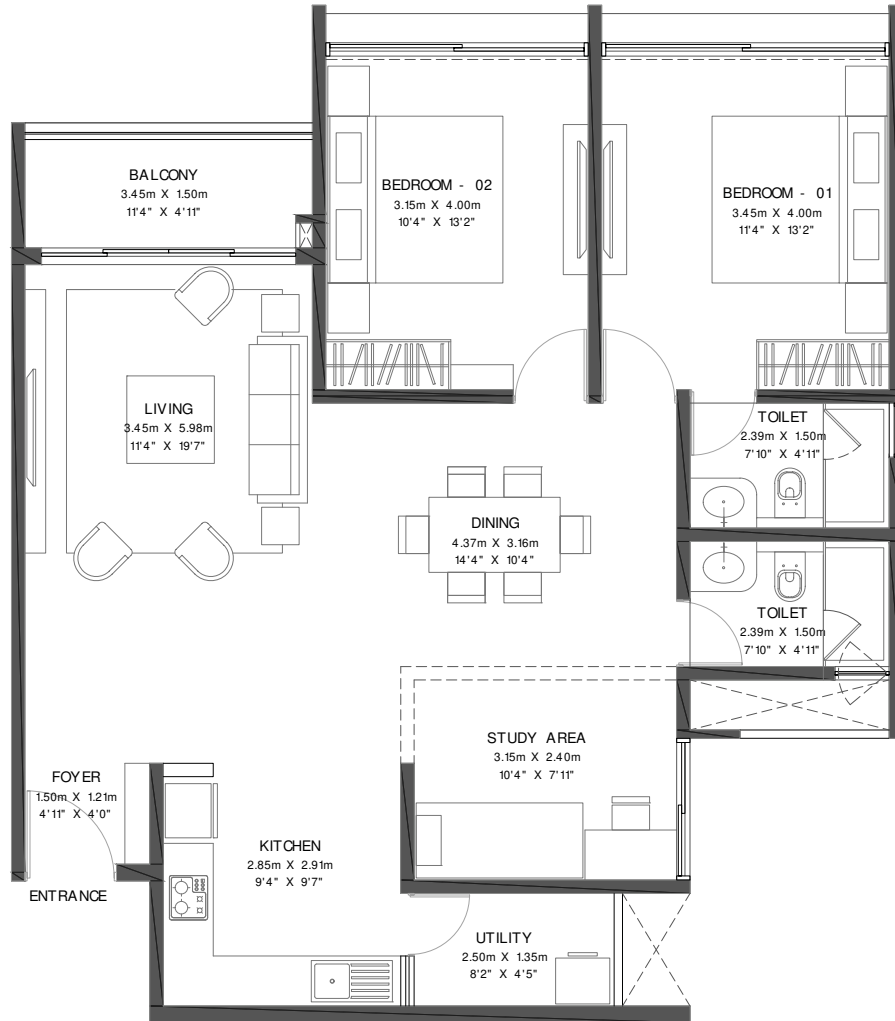 BALCONY
3.45m X 1.50m
11'4" X 4'11"
BEDROOM - 02
3.15m X 4.00m
10'4" X 13'2"
BEDROOM - 01
3.45m X 4.00m
11'4" X 13'2"
LIVING
3.45m X 5.98m
11'4" X 19'7"
TOILET
2.39m X 1.50m
7'10" X 4'11"
DINING
4.37m X 3.16m
14'4" X 10'4"
TOILET
2.39m X 1.50m
7'10" X 4'11"
STUDY AREA
3.15m X 2.40m
10'4" X 7'11"
FOYER
1.50m X 1.21m
4'11" X 4'0"
KITCHEN
2.85m X 2.91m
9'4" X 9'7"
ENTRANCE
UTILITY
2.50m X 1.35m
8'2" X 4'5"